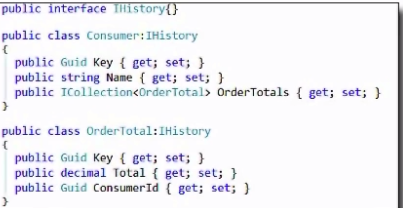 public interface IHistory{}
public class Consumer:IHistory
{
public Guid Key { get; set; }
public string Name { get; set; }
public ICollection<OrderTotal> OrderTotals { get; set; }
}
public class OrderTotal:IHistory
{
public Guid Key { get; set; }
public decimal Total { get; set; }
public Guid ConsumerId { get; set; }
}